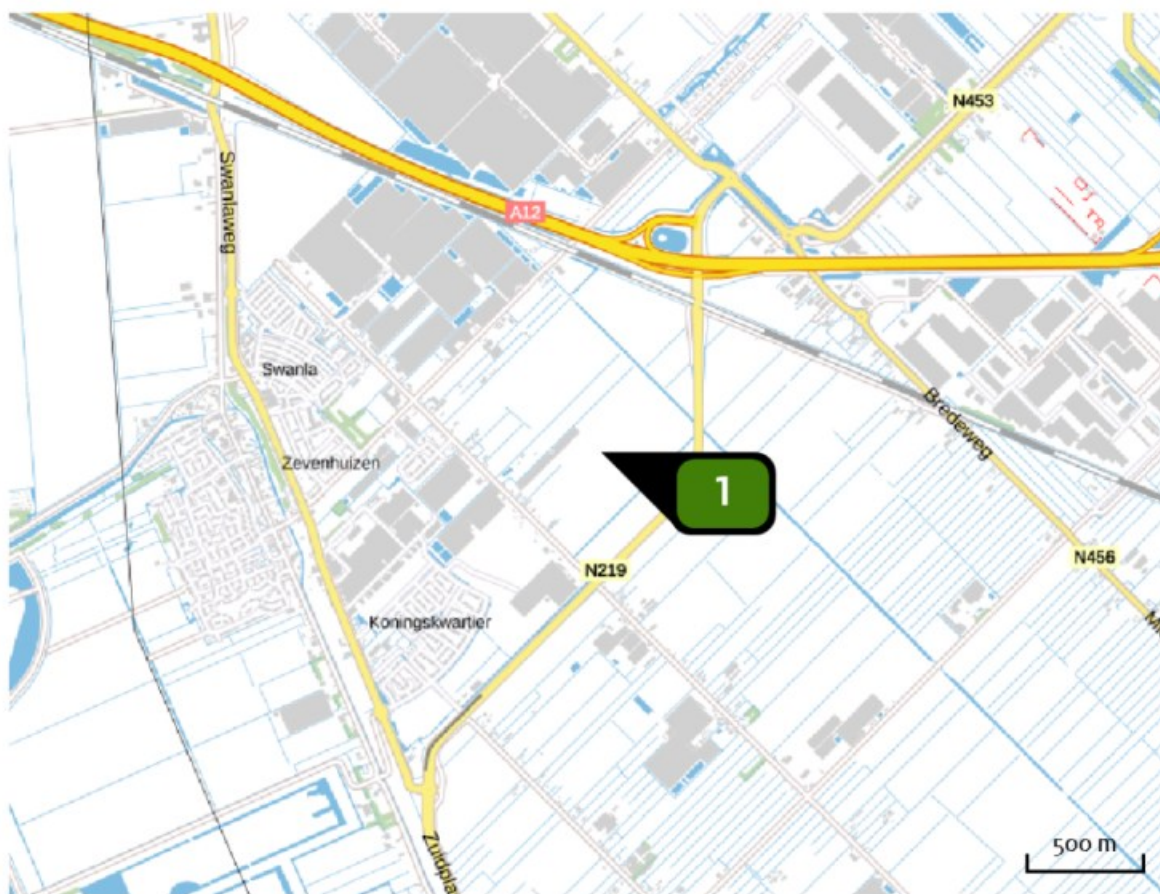 N453
Swanlaweg
A12
Swanla
Bredeweg
Zevenhuizen
1
N456
N219
Koningskwartier
500 m
Zuidpla